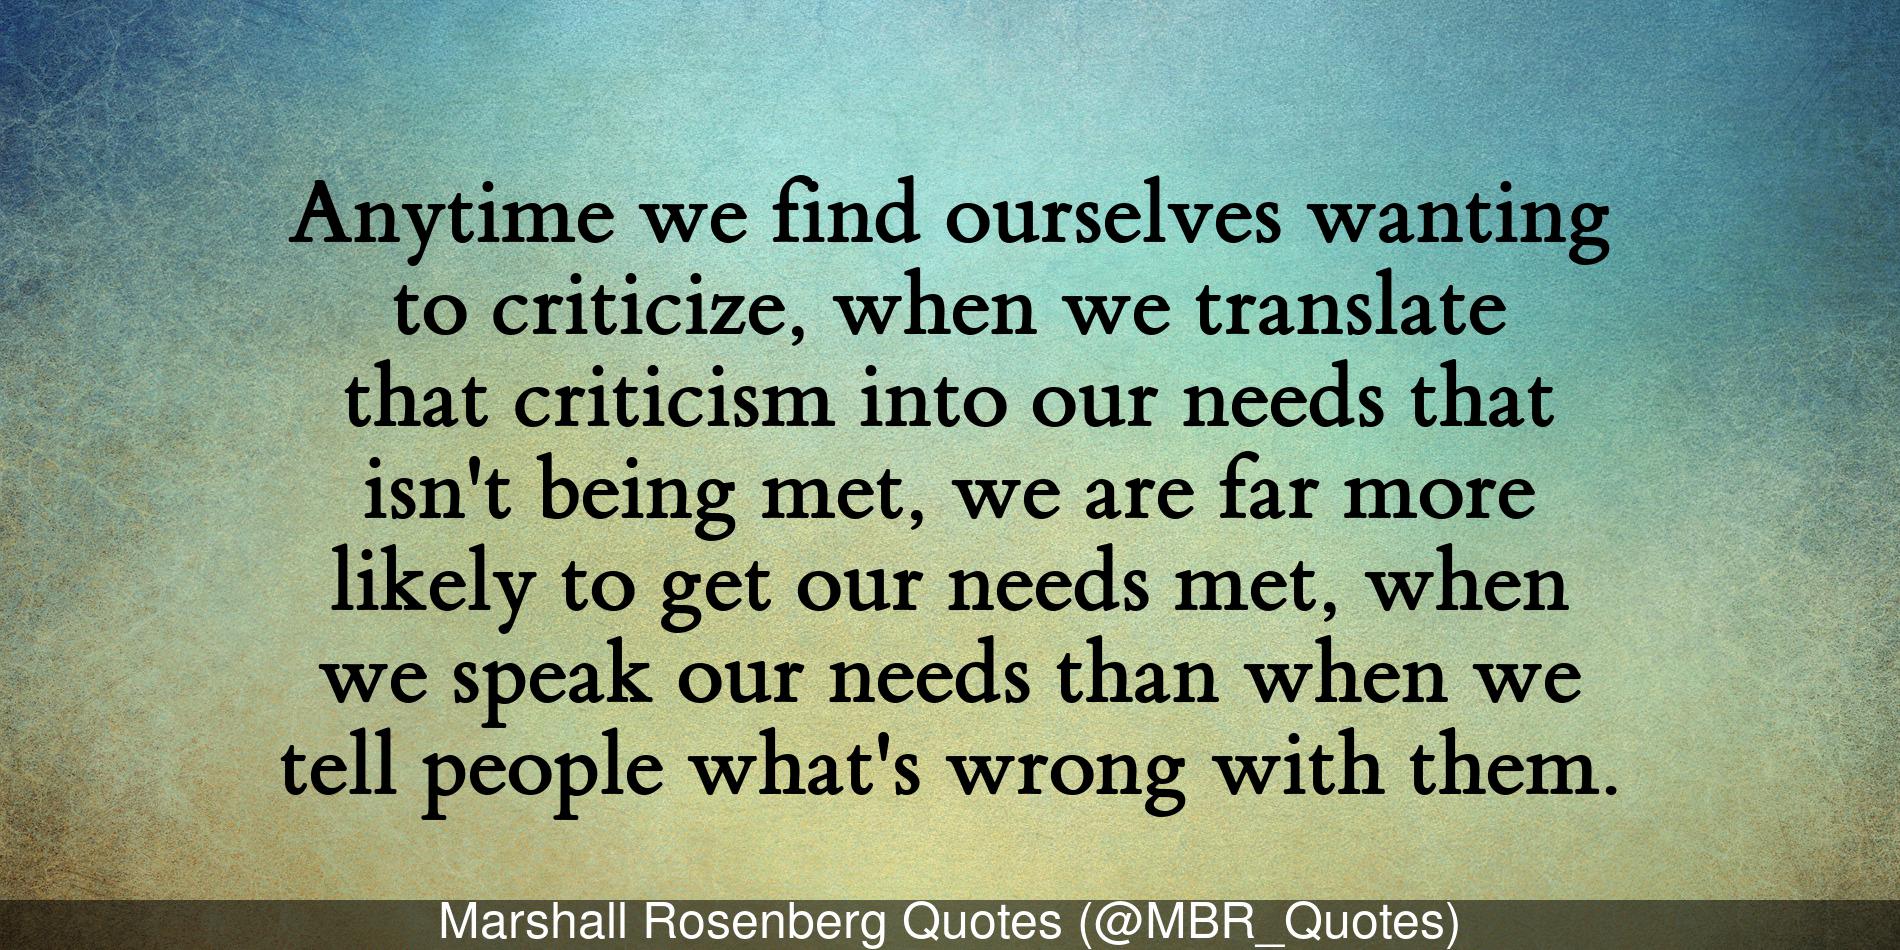 Anytime we find ourselves wanting
to criticize, when we translate
that criticism into our needs that
isn't being met, we are far more
likely to get our needs met, when
we speak our needs than when we
tell people what's wrong with them.
Marshall Rosenberg Quotes (@MBR_Quotes)